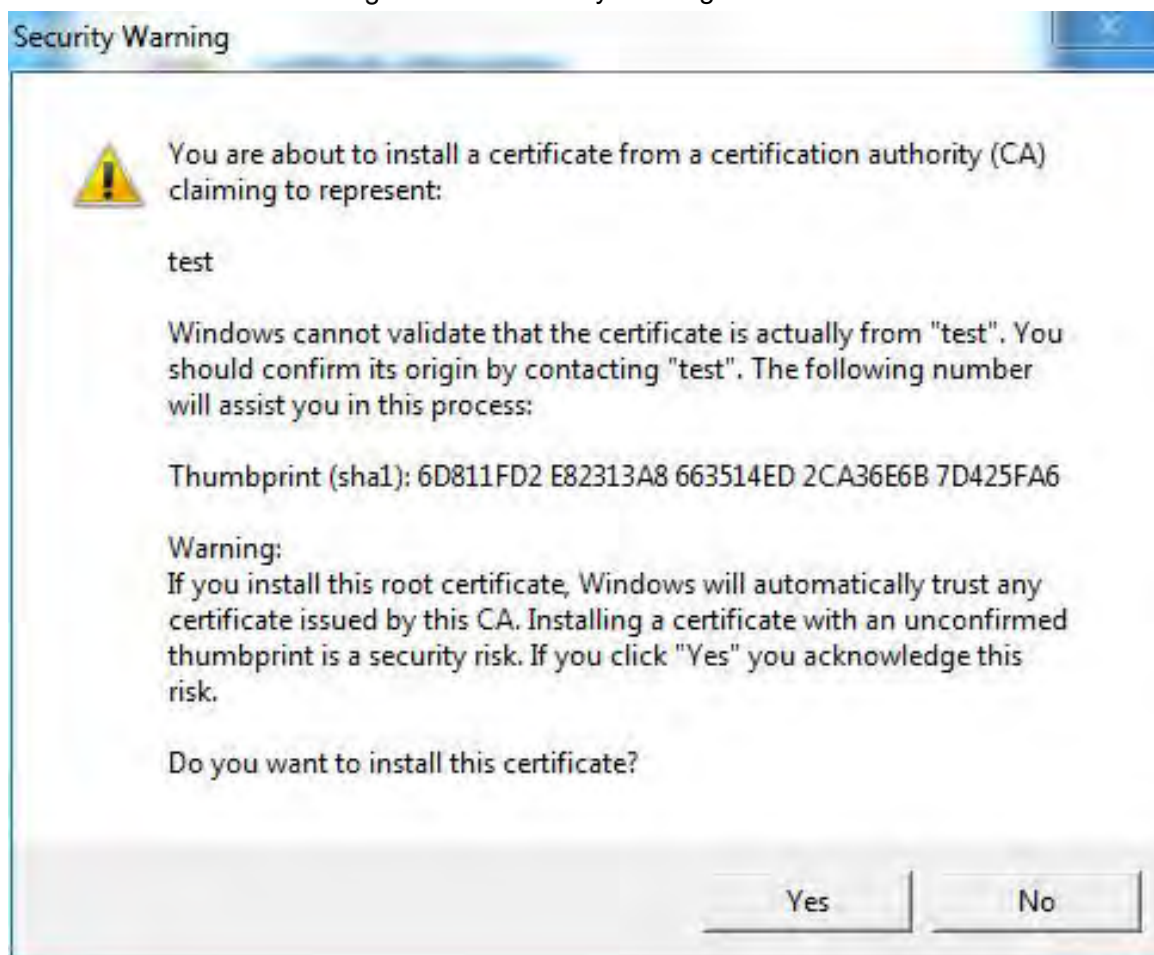 Security Warning
You are about to install a certificate from a certification authority (CA)
claiming to represent:
test
Windows cannot validate that the certificate is actually from "test". You
should confirm its origin by contacting "test". The following number
will assist you in this process:
Thumbprint (sha1): 6D811FD2 E82313A8 663514ED 2CA36E6B 7D425FA6
Warning:
If you install this root certificate, Windows will automatically trust any
certificate issued by this CA. Installing a certificate with an unconfirmed
thumbprint is a security risk. If you click "Yes" you acknowledge this
risk.
Do you want to install this certificate?
Yes No